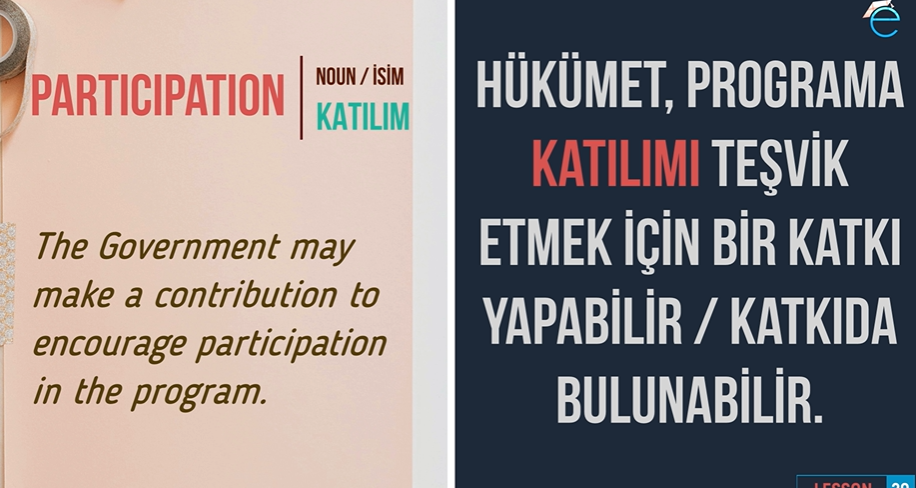 PARTICIPATION
NOUN / İSİM
KATILIM
The Government may
make a contribution to
encourage participation
in the program.
HÜKÜMET, PROGRAMA
KATILIMI TEŞVİK
ETMEK İÇİN BİR KATKI
YAPABİLİR / KATKIDA
BULUNABİLİR.
LESSON